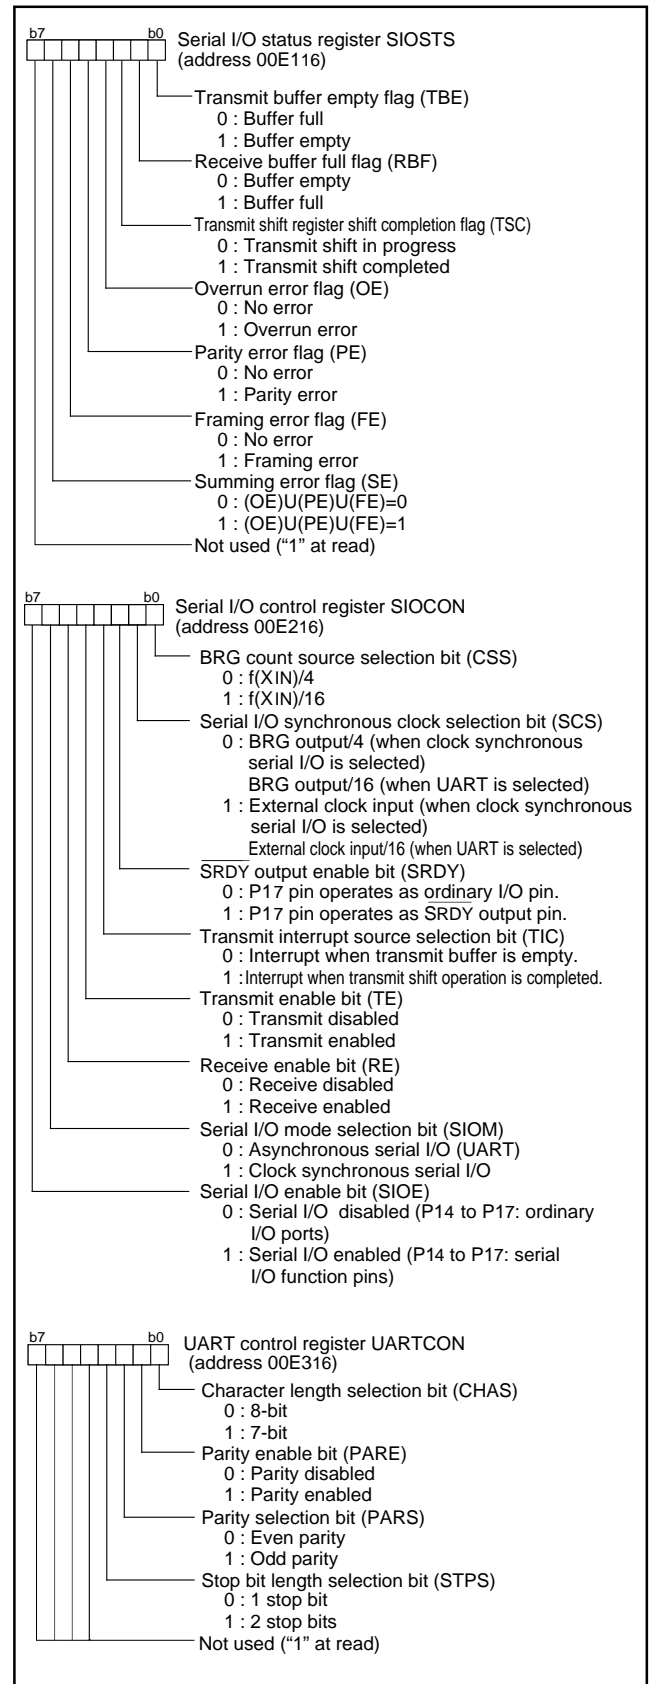 b7 b0 Serial I/O status register SIOSTS
(address 00E116)
Transmit buffer empty flag (TBE)
0 : Buffer full
1 : Buffer empty
Receive buffer full flag (RBF)
0 : Buffer empty
1 : Buffer full
Transmit shift register shift completion flag (TSC)
0 : Transmit shift in progress
1 : Transmit shift completed
Overrun error flag (OE)
0 : No error
1 : Overrun error
Parity error flag (PE)
0 : No error
1 : Parity error
Framing error flag (FE)
0 : No error
1 : Framing error
Summing error flag (SE)
0 : (OE)U(PE)U(FE)=0
1 : (OE)U(PE)U(FE)=1
Not used (“1” at read)
b7 b0 Serial I/O control register SIOCON
(address 00E216)
BRG count source selection bit (CSS)
0 : f(XIN)/4
1 : f(XIN)/16
Serial I/O synchronous clock selection bit (SCS)
0 : BRG output/4 (when clock synchronous
serial I/O is selected)
BRG output/16 (when UART is selected)
1 : External clock input (when clock synchronous
serial I/O is selected)
External clock input/16 (when UART is selected)
SRDY output enable bit (SRDY)
0 : P17 pin operates as ordinary I/O pin.
1 : P17 pin operates as SRDY output pin.
Transmit interrupt source selection bit (TIC)
0 : Interrupt when transmit buffer is empty.
1 : Interrupt when transmit shift operation is completed.
Transmit enable bit (TE)
0 : Transmit disabled
1 : Transmit enabled
Receive enable bit (RE)
0 : Receive disabled
1 : Receive enabled
Serial I/O mode selection bit (SIOM)
0 : Asynchronous serial I/O (UART)
1 : Clock synchronous serial I/O
Serial I/O enable bit (SIOE)
0 : Serial I/O disabled (P14 to P17: ordinary
I/O ports)
1 : Serial I/O enabled (P14 to P17: serial
I/O function pins)
b7 b0 UART control register UARTCON
(address 00E316)
Character length selection bit (CHAS)
0 : 8-bit
1 : 7-bit
Parity enable bit (PARE)
0 : Parity disabled
1 : Parity enabled
Parity selection bit (PARS)
0 : Even parity
1 : Odd parity
Stop bit length selection bit (STPS)
0 : 1 stop bit
1 : 2 stop bits
Not used (“1” at read)